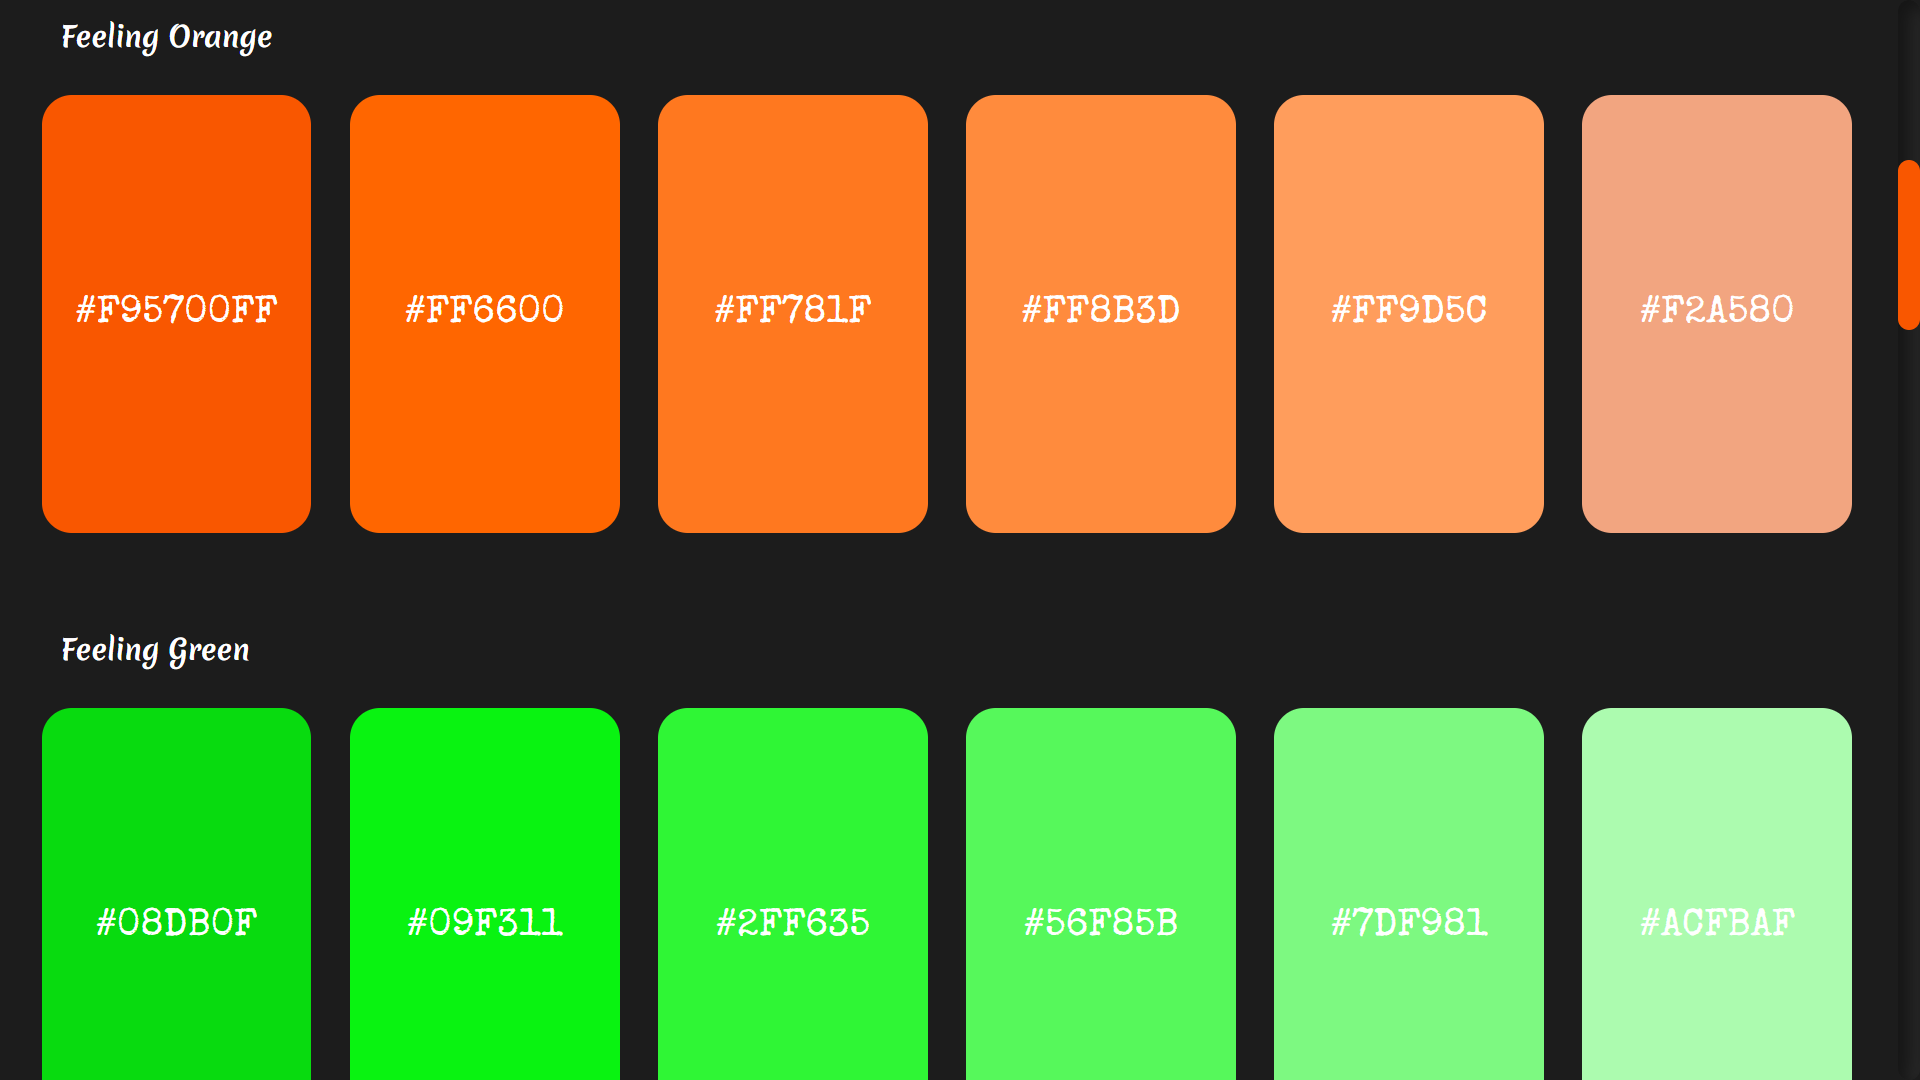 Feeling Orange
#F95700FF #FF6600 #FF781F #FF8B3D #FF9D5C #F2A580
Feeling Green
#08DB0F #09F311 #2FF635 #56F85B #7DF981 #ACFBAF